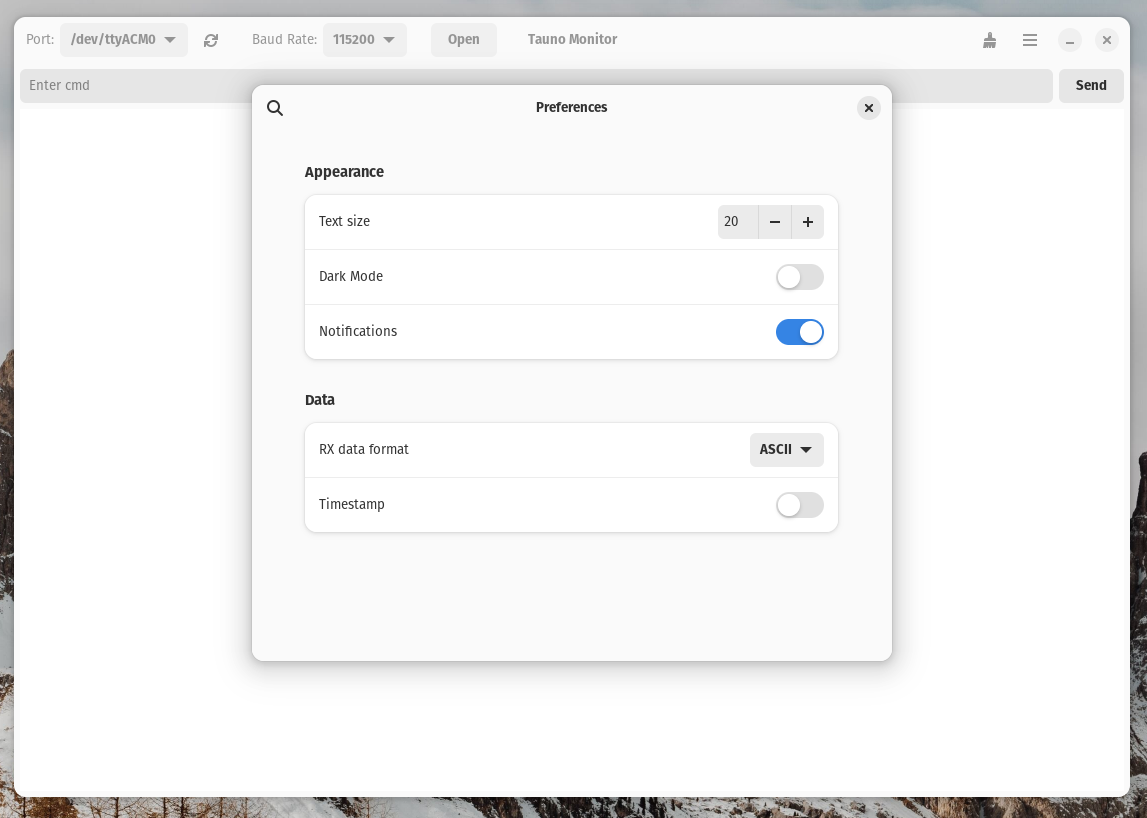 Port: /dev/ttyACM0 Baud Rate: 115200 Open Tauno Monitor
Enter cmd Send
Preferences
Appearance
Text size 20
Dark Mode
Notifications
Data
RX data format ASCII
Timestamp